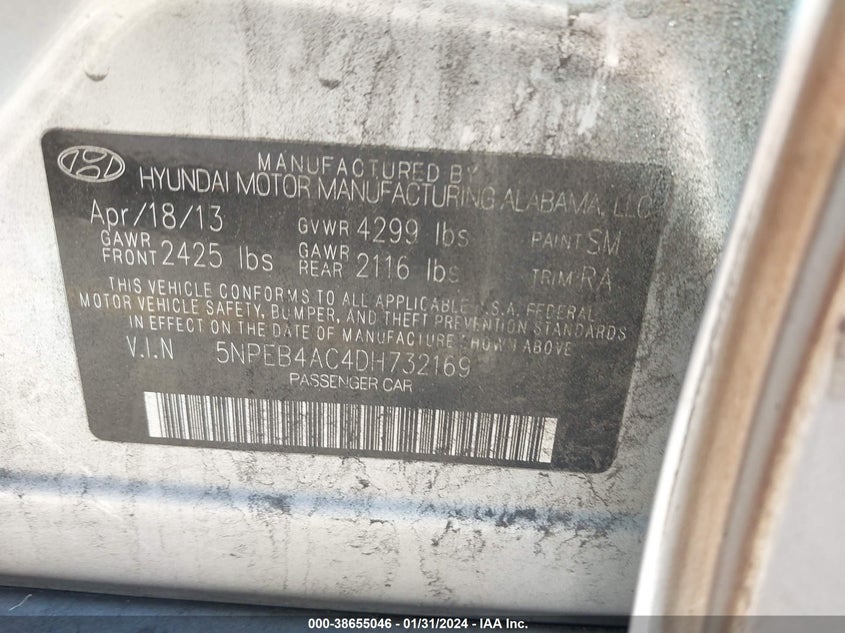 MANUFACTURED BY
HYUNDAI MOTOR MANUFACTURING ALABAMA, LLC
Apr/18/13 GVWR 4299 lbs PAINT SM
GAWR FRONT 2425 lbs GAWR REAR 2116 lbs TRIM RA
THIS VEHICLE CONFORMS TO ALL APPLICABLE U.S.A. FEDERAL
MOTOR VEHICLE SAFETY, BUMPER, AND THEFT PREVENTION STANDARDS
IN EFFECT ON THE DATE OF MANUFACTURE SHOWN ABOVE
V.I.N 5NPEB4AC4DH732169
PASSENGER CAR
000-38655046 - 01/31/2024 - IAA Inc.